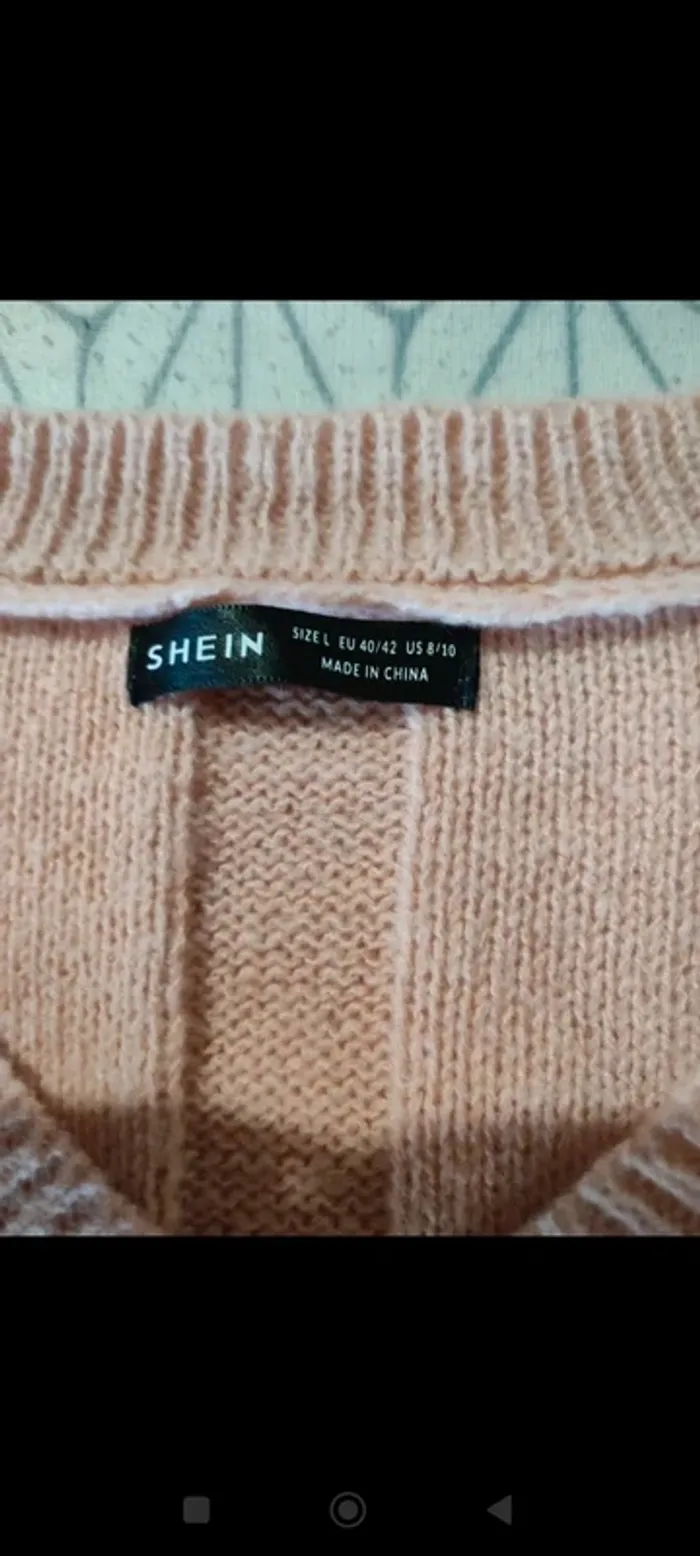 SHEIN
SIZE L EU 40/42 US 8/10
MADE IN CHINA